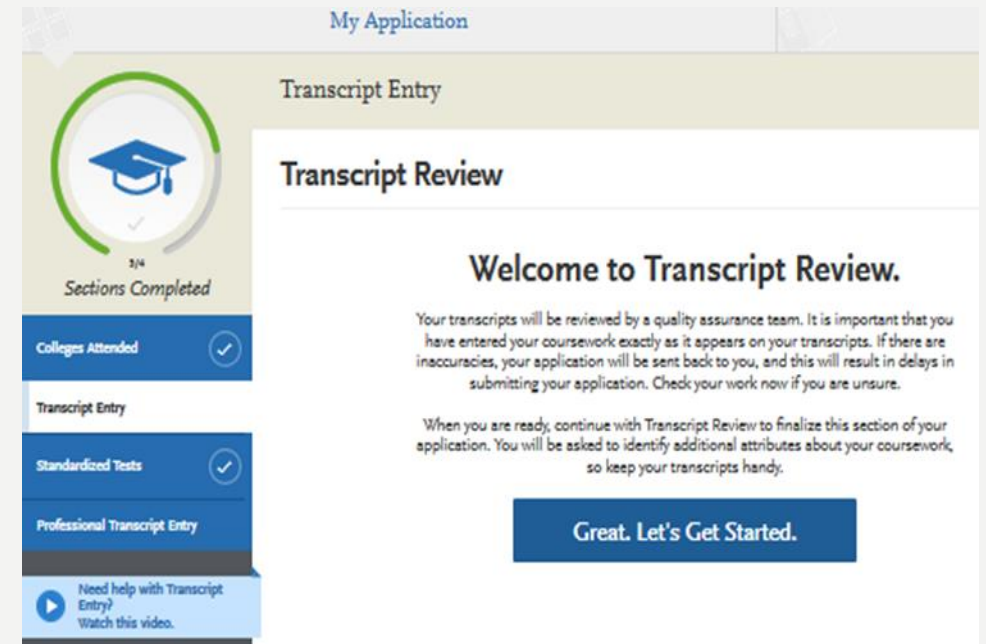 My Application
Transcript Entry
3/4
Sections Completed
Colleges Attended
Transcript Entry
Standardized Tests
Professional Transcript Entry
Need help with Transcript
Entry?
Watch this video.
Transcript Review
Welcome to Transcript Review.
Your transcripts will be reviewed by a quality assurance team. It is important that you
have entered your coursework exactly as it appears on your transcripts. If there are
inaccuracies, your application will be sent back to you, and this will result in delays in
submitting your application. Check your work now if you are unsure.
When you are ready, continue with Transcript Review to finalize this section of your
application. You will be asked to identify additional attributes about your coursework,
so keep your transcripts handy.
Great. Let's Get Started.